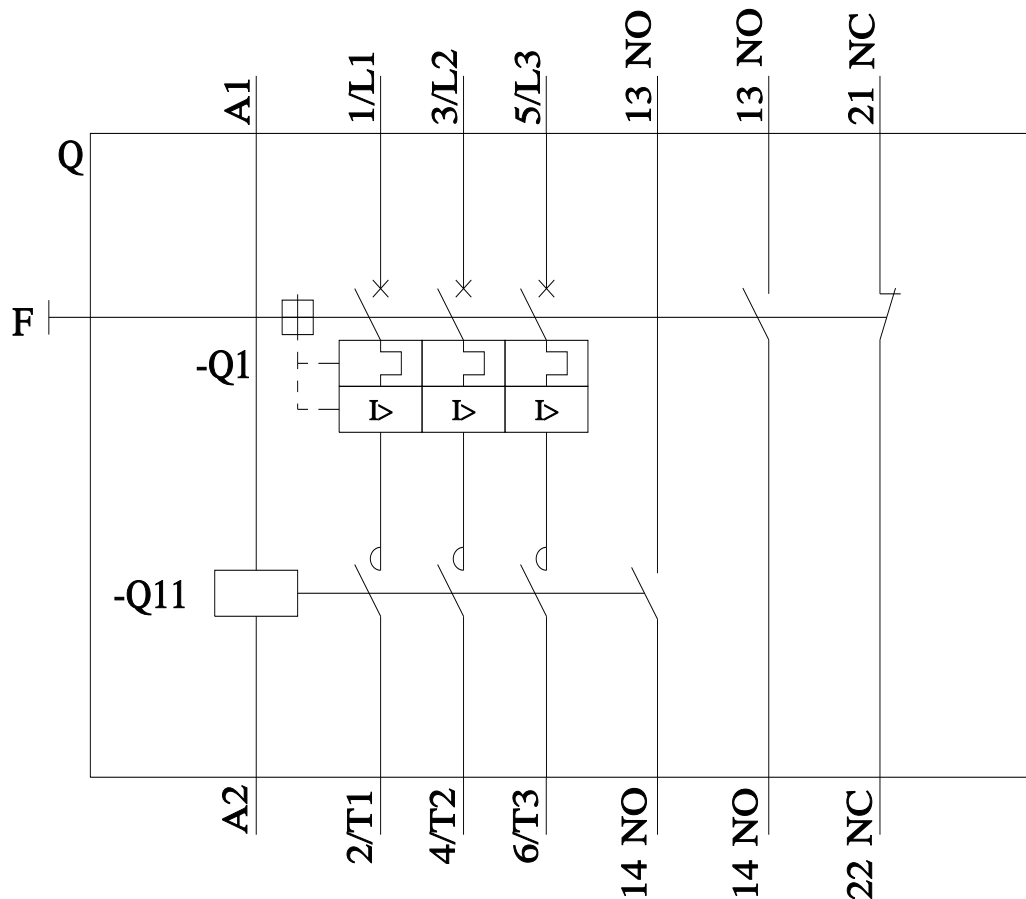 A1
1/L1
3/L2
5/L3
13 NO
13 NO
21 NC
Q
F
-Q1
I>
I>
I>
-Q11
A2
2/T1
4/T2
6/T3
14 NO
14 NO
22 NC